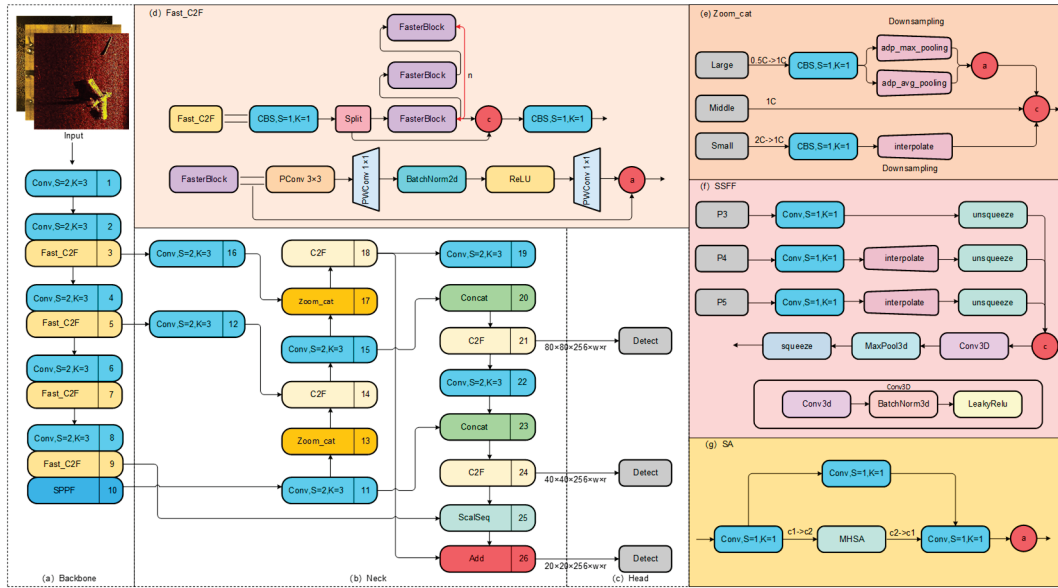 Input
Conv,S=2,K=3 1
Conv,S=2,K=3 2
Fast_C2F 3
Conv,S=2,K=3 4
Fast_C2F 5
Conv,S=2,K=3 6
Fast_C2F 7
Conv,S=2,K=3 8
Fast_C2F 9
SPPF 10
(a) Backbone
(d) Fast_C2F
FasterBlock
FasterBlock
n
Fast_C2F CBS,S=1,K=1 Split FasterBlock c CBS,S=1,K=1
FasterBlock PConv 3×3 PWConv 1×1 BatchNorm2d ReLU PWConv 1×1 a
Conv,S=2,K=3 16
Conv,S=2,K=3 12
C2F 18
Zoom_cat 17
Conv,S=2,K=3 15
C2F 14
Zoom_cat 13
Conv,S=2,K=3 11
Conv,S=2,K=3 19
Concat 20
C2F 21
Conv,S=2,K=3 22
Concat 23
C2F 24
ScalSeq 25
Add 26
(b) Neck
80×80×256×w×r
Detect
40×40×256×w×r
Detect
20×20×256×w×r
Detect
(c) Head
(e) Zoom_cat
Downsampling
Large 0.5C->1C CBS,S=1,K=1 adp_max_pooling a
adp_avg_pooling
Middle 1C c
Small 2C->1C CBS,S=1,K=1 interpolate
Downsampling
(f) SSFF
P3 Conv,S=1,K=1 unsqueeze
P4 Conv,S=1,K=1 interpolate unsqueeze
P5 Conv,S=1,K=1 interpolate unsqueeze
squeeze MaxPool3d Conv3D c
Conv3D
Conv3d BatchNorm3d LeakyRelu
(g) SA
Conv,S=1,K=1
Conv,S=1,K=1 c1->c2 MHSA c2->c1 Conv,S=1,K=1 a